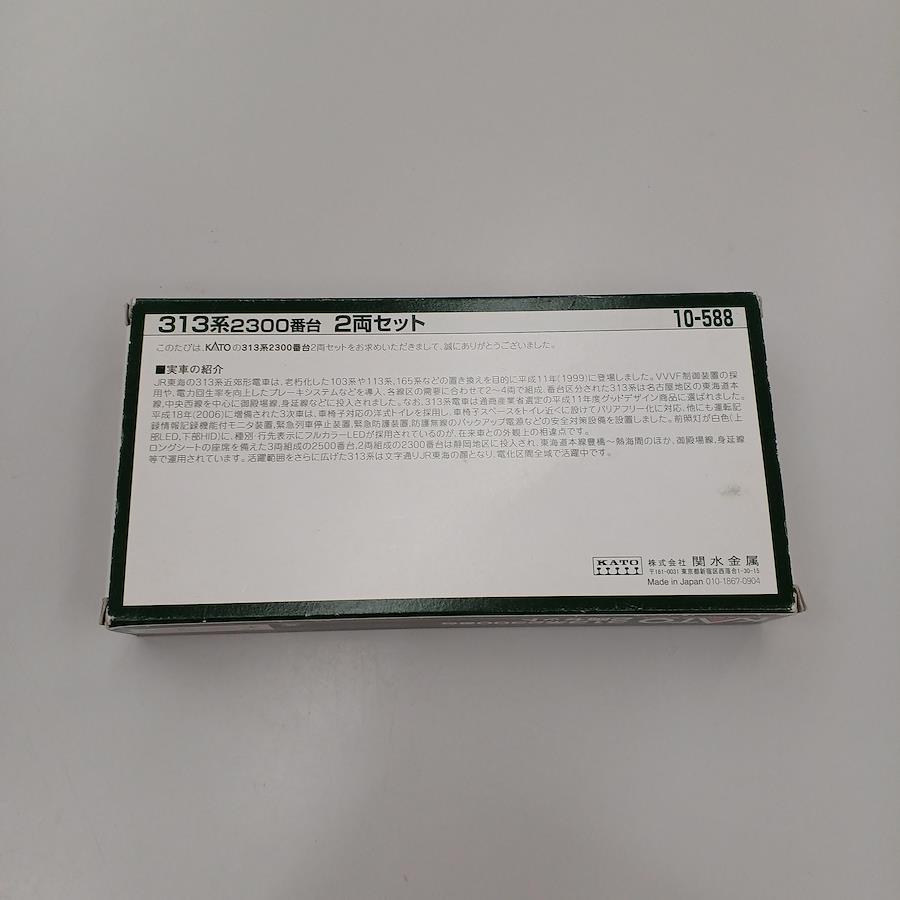 313系2300番台 2両セット 10-588
このたびは、KATOの313系2300番台2両セットをお求めいただきまして、誠にありがとうございました。
■実車の紹介
JR東海の313系近郊形電車は、老朽化した103系や113系、165系などの置き換えを目的に平成11年(1999)に登場しました。VVVF制御装置の採
用や、電力回生率を向上したブレーキシステムなどを導入、各線区の需要に合わせて2〜4両で組成、番台区分された313系は名古屋地区の東海道本
線、中央西線を中心に御殿場線、身延線などに投入されました。なお、313系電車は通商産業省選定の平成11年度グッドデザイン商品に選ばれました。
平成18年(2006)に増備された3次車は、車椅子対応の洋式トイレを採用し、車椅子スペースをトイレ近くに設けてバリアフリー化に対応、他にも運転記
録情報記録機能付モニタ装置、緊急列車停止装置、緊急防護装置、防護無線のバックアップ電源などの安全対策設備を設置しました。前照灯が白色(上
部LED、下部HID)に、種別・行先表示にフルカラーLEDが採用されているのが、在来車との外観上の相違点です。
ロングシートの座席を備えた3両組成の2500番台、2両組成の2300番台は静岡地区に投入され、東海道本線豊橋〜熱海間のほか、御殿場線、身延線
等で運用されています。活躍範囲をさらに広げた313系は文字通りJR東海の顔となり、電化区間全域で活躍中です。
KATO 株式会社 関水金属
〒161-0031 東京都新宿区西落合1-30-15
Made in Japan 010-1867-0904
KATO